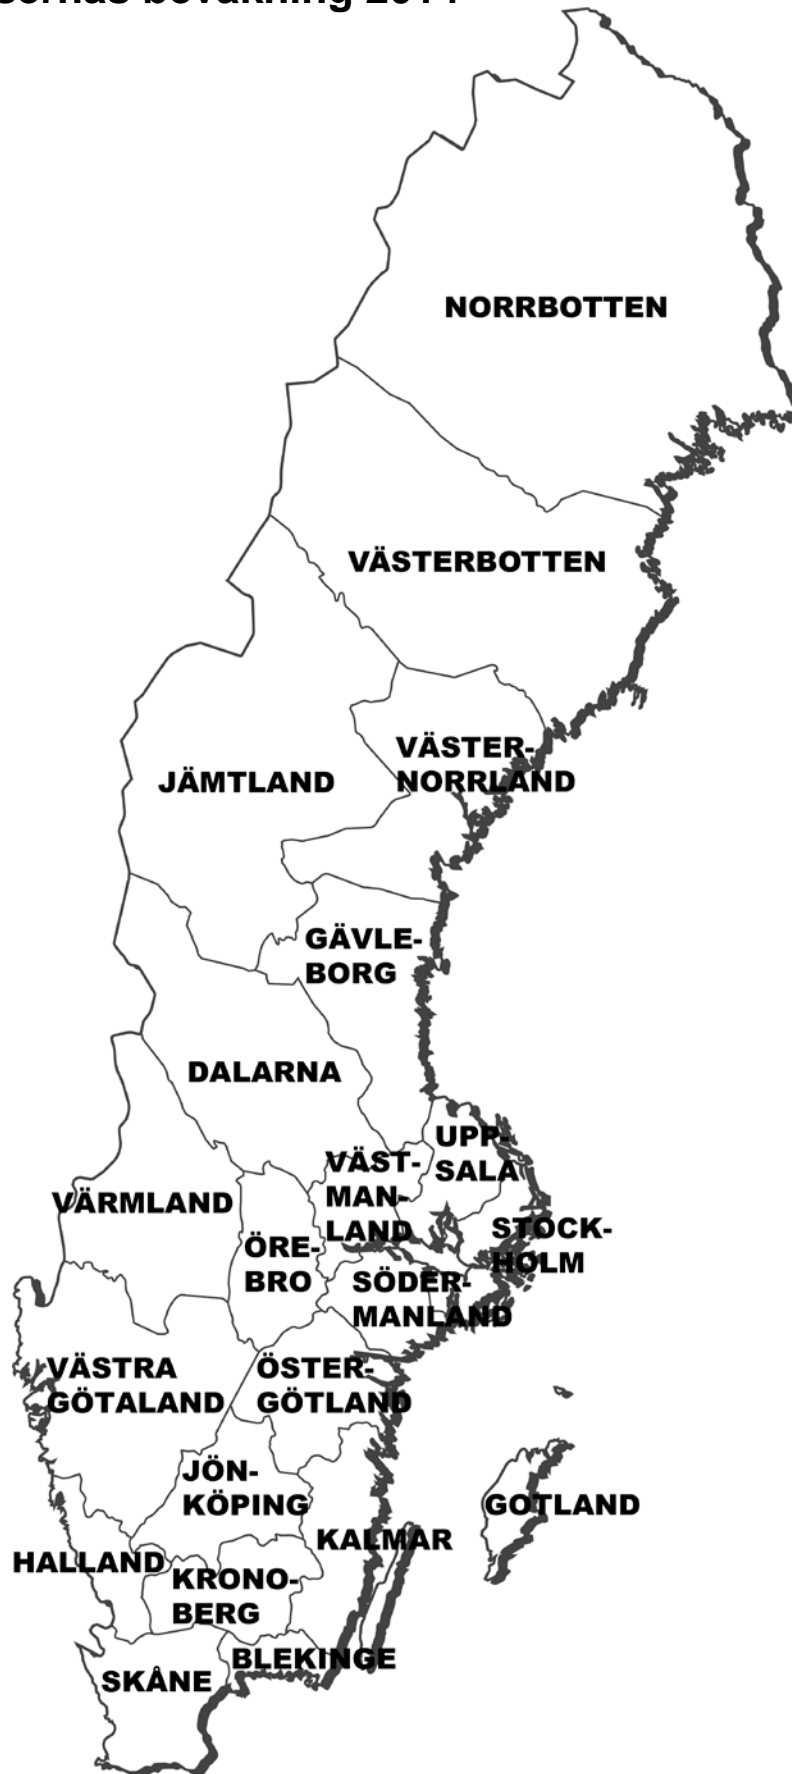 bevakning
NORRBOTTEN
VÄSTERBOTTEN
VÄSTER-
NORRLAND
JÄMTLAND
GÄVLE-
BORG
DALARNA
UPP-
SALA
VÄST-
MAN-
LAND
VÄRMLAND
STOCK-
HOLM
ÖRE-
BRO
SÖDER-
MANLAND
VÄSTRA
GÖTALAND
ÖSTER-
GÖTLAND
JÖN-
KÖPING
GOTLAND
KALMAR
HALLAND
KRONO-
BERG
BLEKINGE
SKÅNE